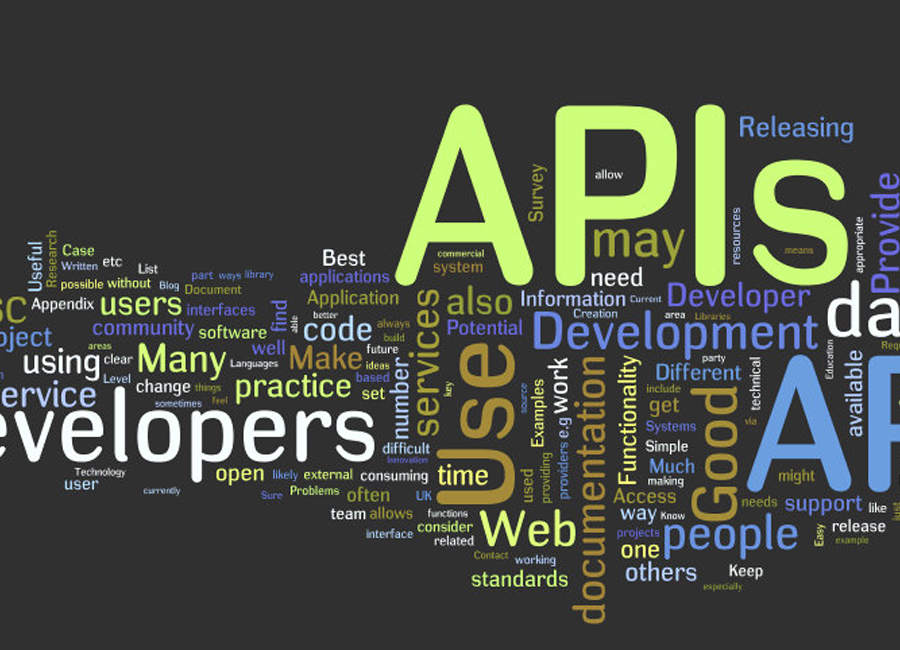 APIs
Releasing
Survey
allow
may
resources
means
appropriate
Provide
commercial
system
need
Useful
Research
Case
Written
etc
List
possible
without
Blog
part
ways
library
Document
Best
applications
Application
Appendix
users
interfaces
find
able
better
code
always
build
community
software
areas
well
Make
future
ideas
based
using
clear
Many
Languages
Level
change
things
practice
set
sometimes
feel
number
services
key
also
Potential
Information
Current
Creation
area
Libraries
Developer
Development
da
Education
Use
source
Examples
work
e.g
providers
providing
used
documentation
Functionality
party
Different
include
get
Systems
Simple
Much
making
Access
way
Know
Good
technical
via
available
AP
might
needs
support
like
just
Technology
user
currently
open
likely
external
Sure
Problems
often
consuming
difficult
Innovation
time
UK
team
allows
functions
consider
interface
related
Web
Contact
working
standards
projects
people
one
others
Keep
especially
Easy
release
example